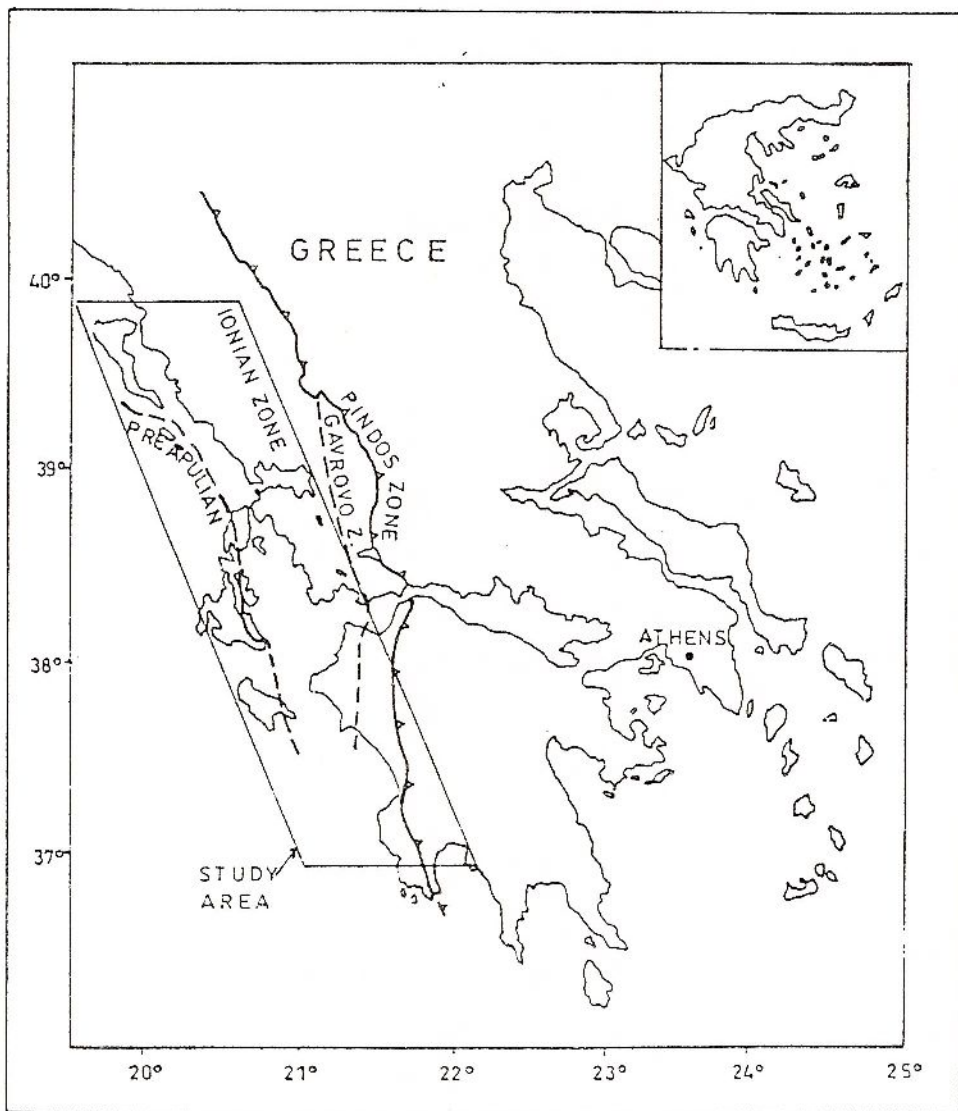 GREECE
40°
IONIAN ZONE
PINDOS ZONE
GAVROVO Z.
PREAPULIAN
39°
Z.
ATHENS
38°
37°
STUDY
AREA
20°
21°
22°
23°
24°
25°